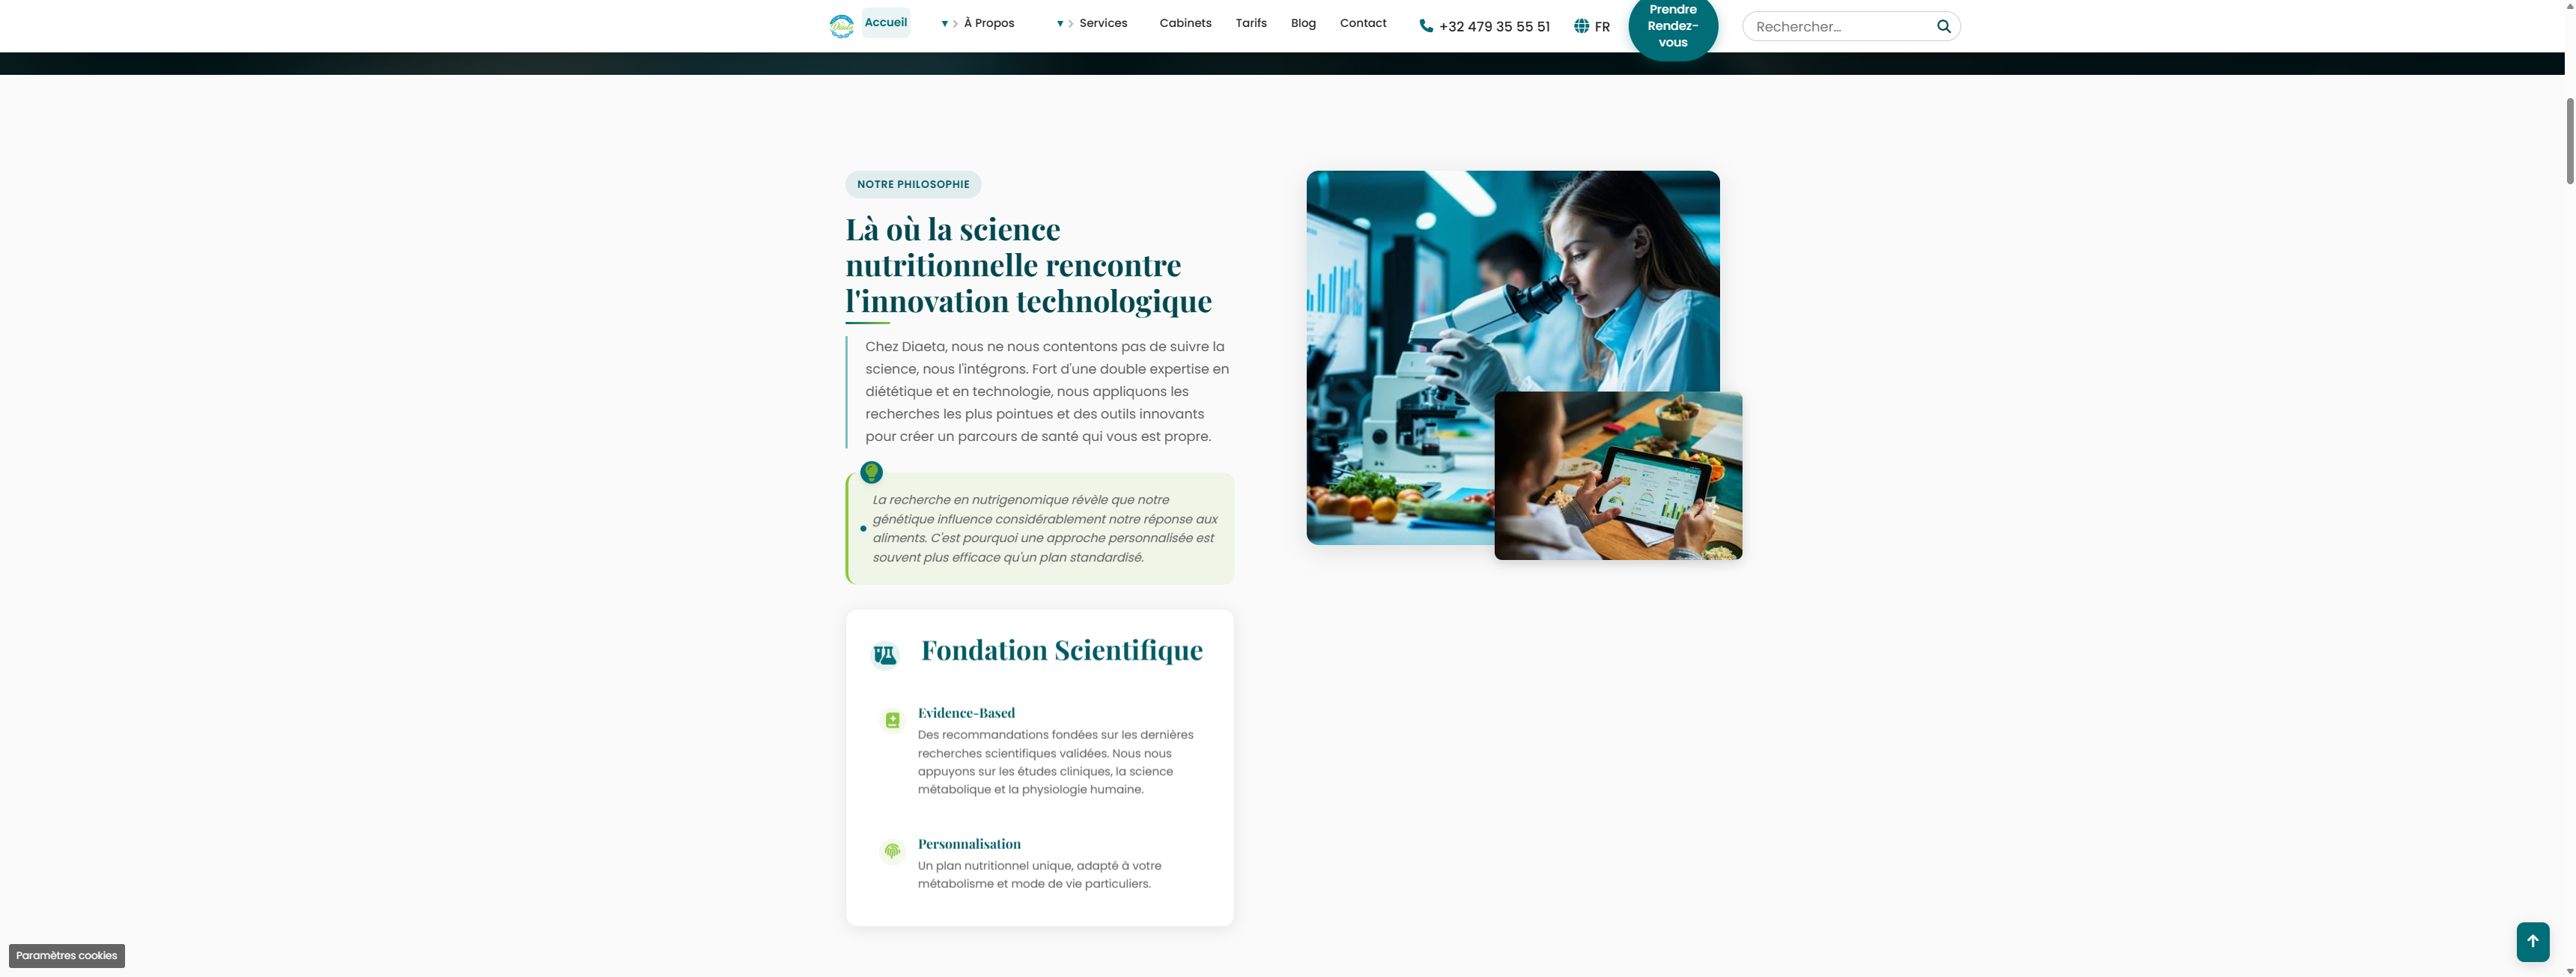 Accueil
À Propos
Services
Cabinets
Tarifs
Blog
Contact
+32 479 35 55 51
FR
Prendre
Rendez-
vous
Rechercher...
NOTRE PHILOSOPHIE
Là où la science
nutritionnelle rencontre
l'innovation technologique
Chez Diaeta, nous ne nous contentons pas de suivre la
science, nous l'intégrons. Fort d'une double expertise en
diététique et en technologie, nous appliquons les
recherches les plus pointues et des outils innovants
pour créer un parcours de santé qui vous est propre.
La recherche en nutrigenomique révèle que notre
génétique influence considérablement notre réponse aux
aliments. C'est pourquoi une approche personnalisée est
souvent plus efficace qu'un plan standardisé.
Fondation Scientifique
Evidence-Based
Des recommandations fondées sur les dernières
recherches scientifiques validées. Nous nous
appuyons sur les études cliniques, la science
métabolique et la physiologie humaine.
Personnalisation
Un plan nutritionnel unique, adapté à votre
métabolisme et mode de vie particuliers.
Paramètres cookies